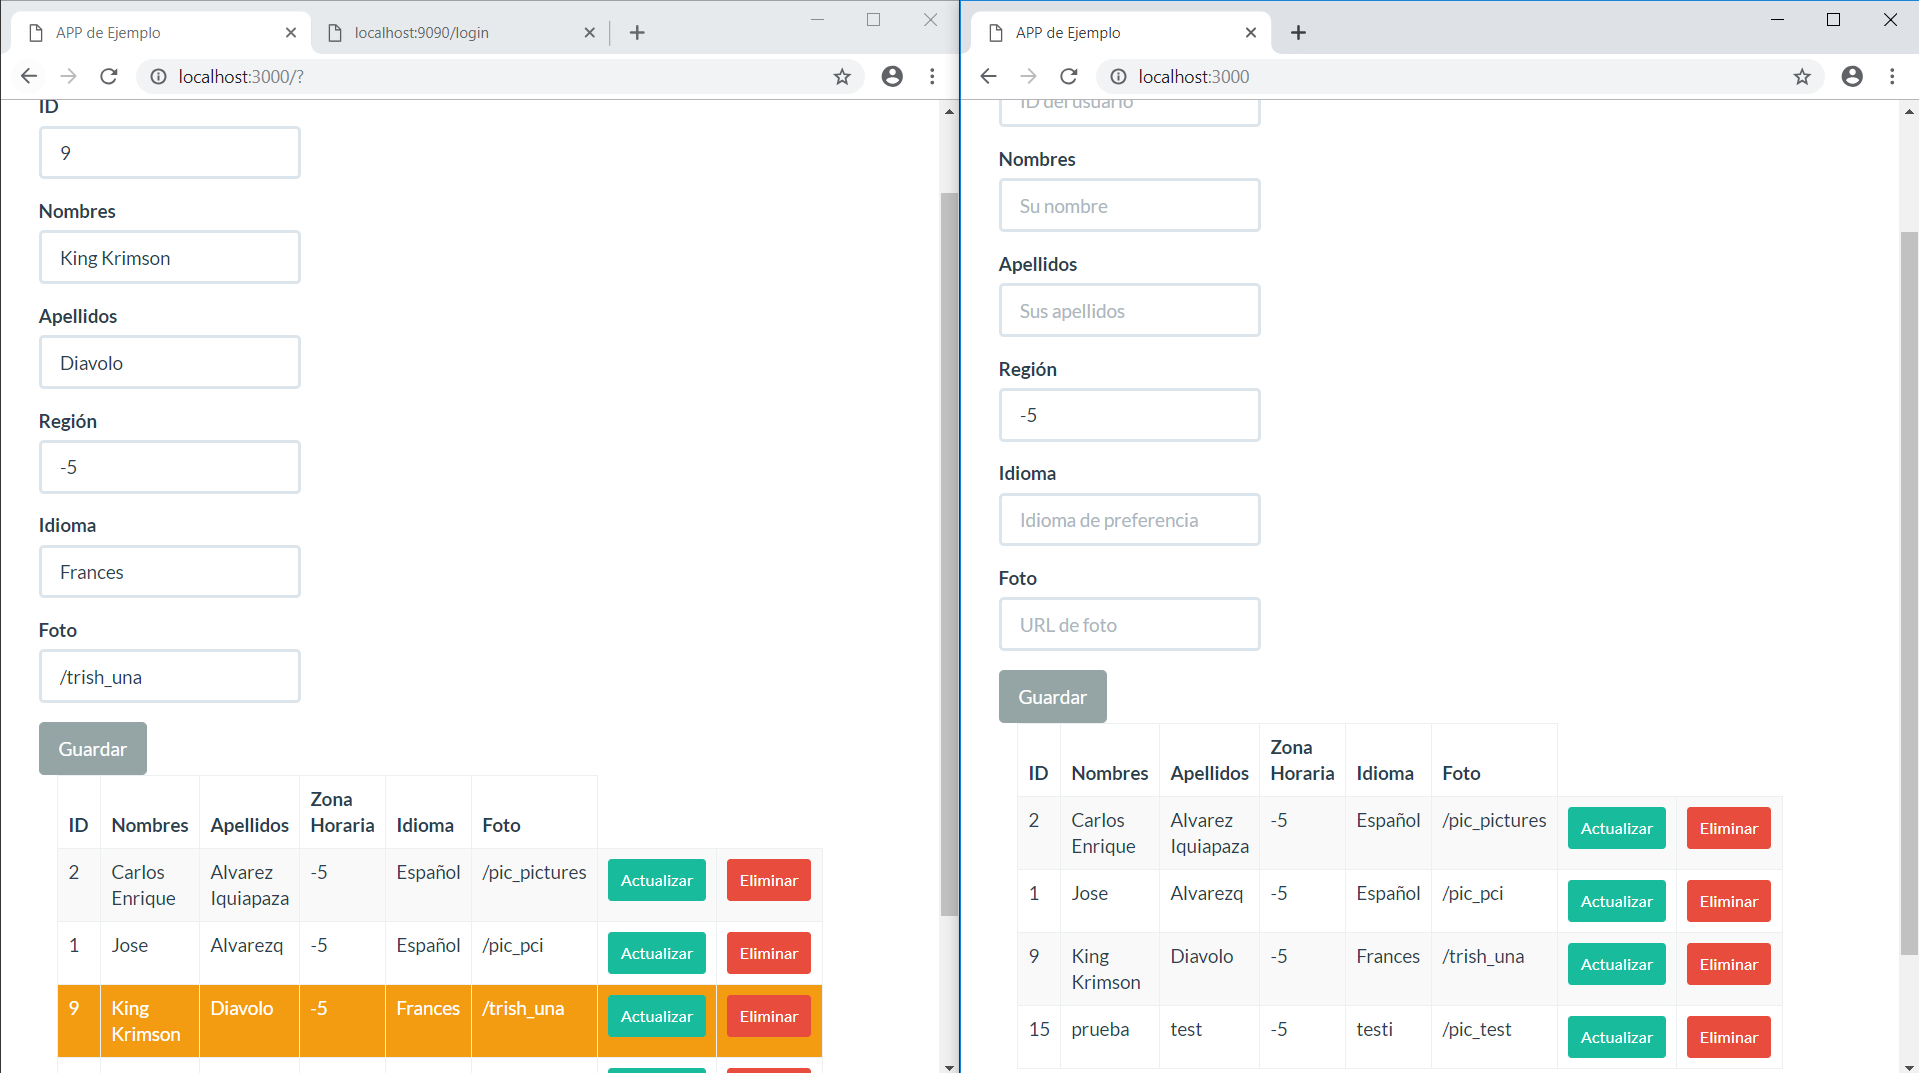 APP de Ejemplo
localhost:9090/login
localhost:3000/?
ID
9
Nombres
King Krimson
Apellidos
Diavolo
Región
-5
Idioma
Frances
Foto
/trish_una
Guardar
ID Nombres Apellidos Zona Horaria Idioma Foto
2 Carlos Enrique Alvarez Iquiapaza -5 Español /pic_pictures Actualizar Eliminar
1 Jose Alvarezq -5 Español /pic_pci Actualizar Eliminar
9 King Krimson Diavolo -5 Frances /trish_una Actualizar Eliminar
APP de Ejemplo
localhost:3000
ID del usuario
Nombres
Su nombre
Apellidos
Sus apellidos
Región
-5
Idioma
Idioma de preferencia
Foto
URL de foto
Guardar
ID Nombres Apellidos Zona Horaria Idioma Foto
2 Carlos Enrique Alvarez Iquiapaza -5 Español /pic_pictures Actualizar Eliminar
1 Jose Alvarezq -5 Español /pic_pci Actualizar Eliminar
9 King Krimson Diavolo -5 Frances /trish_una Actualizar Eliminar
15 prueba test -5 testi /pic_test Actualizar Eliminar